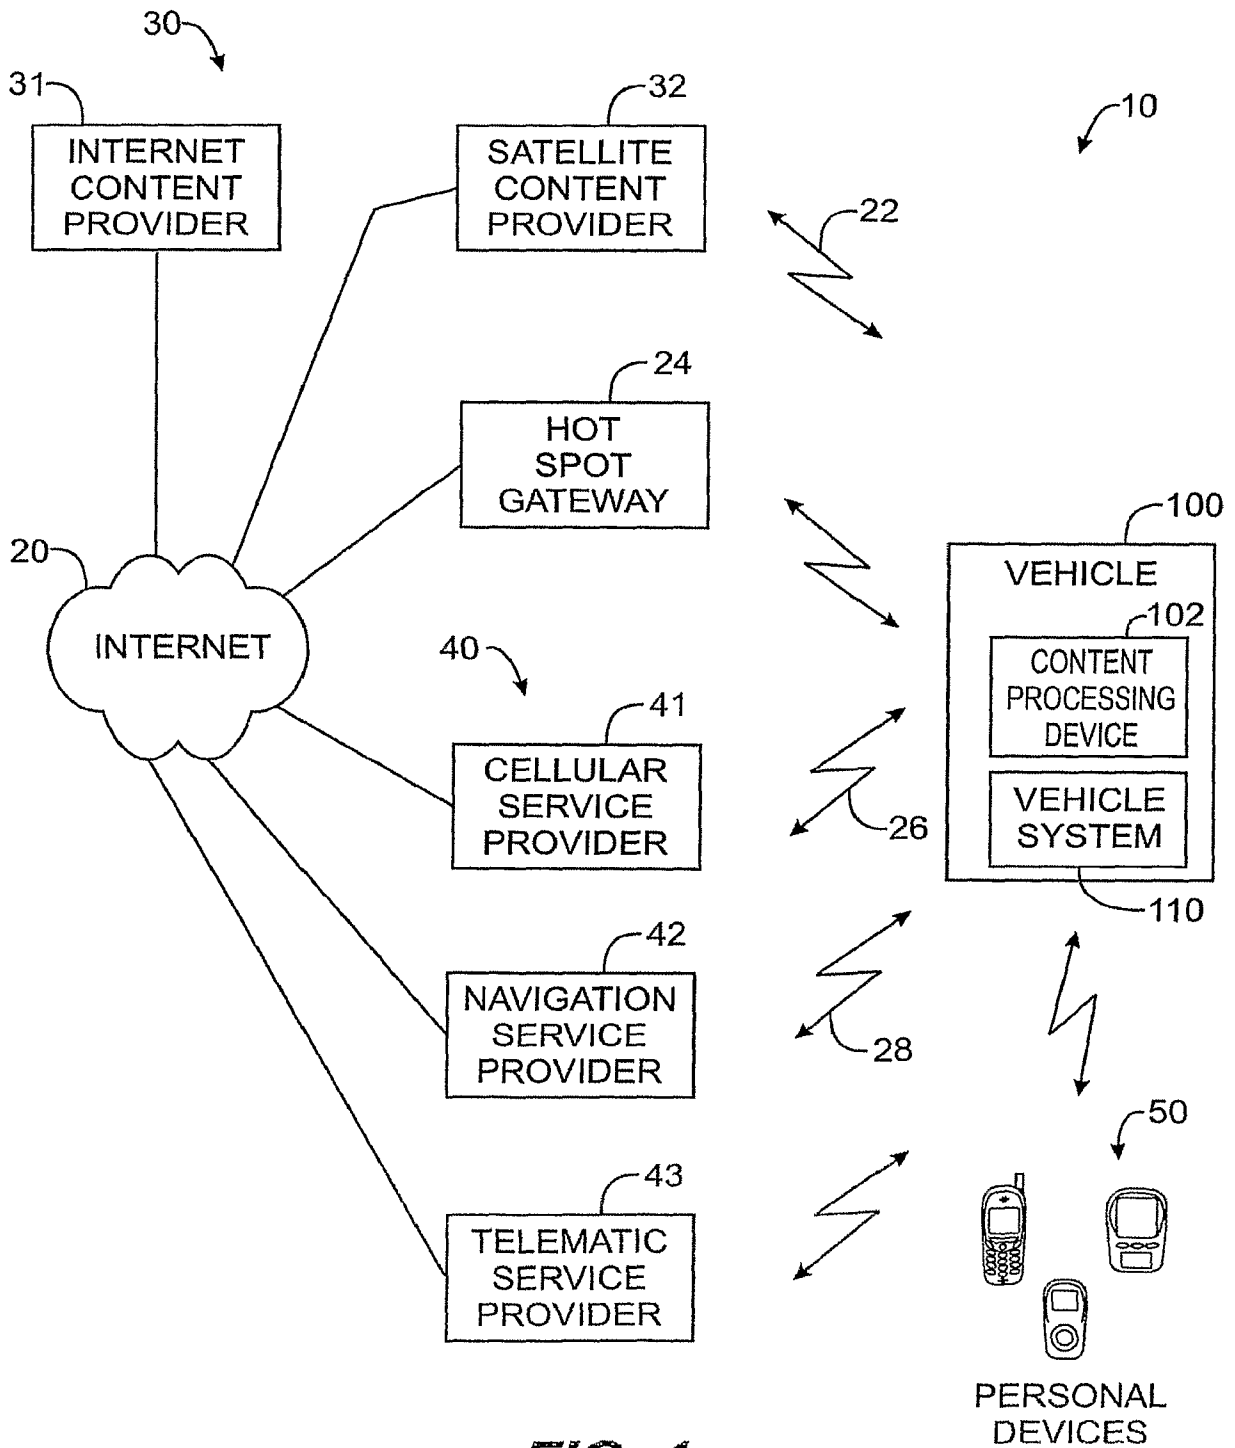 30
31
32
10
INTERNET
CONTENT
PROVIDER
SATELLITE
CONTENT
PROVIDER
22
24
HOT
SPOT
GATEWAY
100
VEHICLE
20
INTERNET
102
CONTENT
PROCESSING
DEVICE
40
41
CELLULAR
SERVICE
PROVIDER
26
VEHICLE
SYSTEM
110
42
NAVIGATION
SERVICE
PROVIDER
28
50
43
TELEMATIC
SERVICE
PROVIDER
PERSONAL
DEVICES